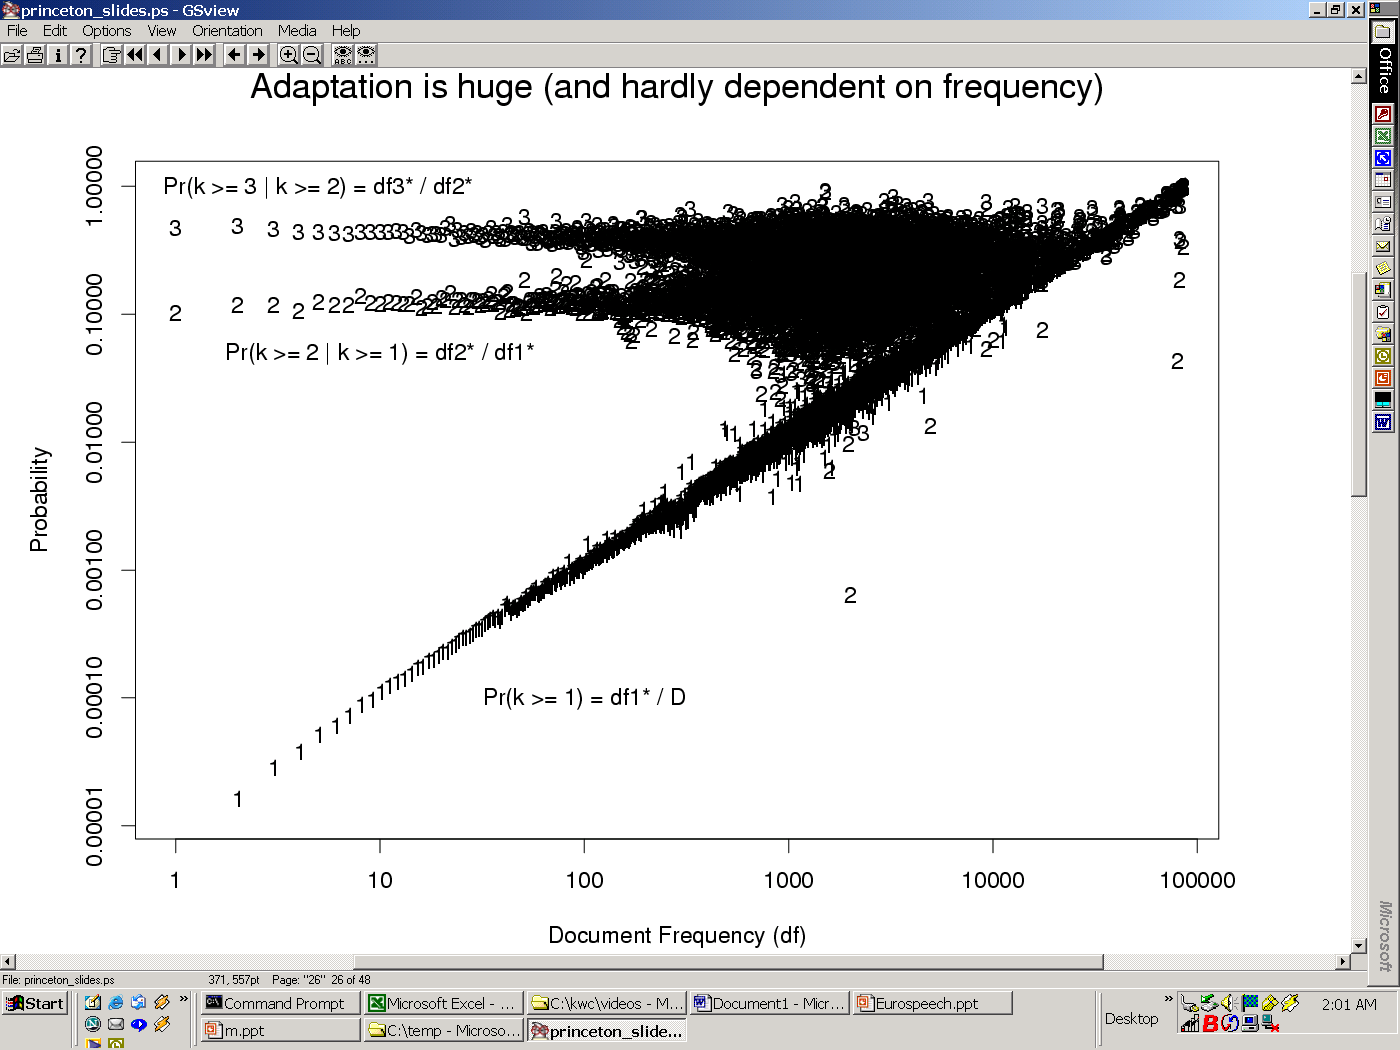 princeton_slides.ps - GSview
File Edit Options View Orientation Media Help
Adaptation is huge (and hardly dependent on frequency)
Pr(k >= 3 | k >= 2) = df3* / df2*
Pr(k >= 2 | k >= 1) = df2* / df1*
Pr(k >= 1) = df1* / D
Probability
1.00000
0.10000
0.01000
0.00100
0.00010
0.00001
1 10 100 1000 10000 100000
Document Frequency (df)
Office
Microsoft
File: princeton_slides.ps 371, 557pt Page: "26" 26 of 48
Start Command Prompt Microsoft Excel - ... C:\kwc\videos - M... Document1 - Micr... Eurospeech.ppt Desktop 2:01 AM
m.ppt C:\temp - Microso... princeton_slide...